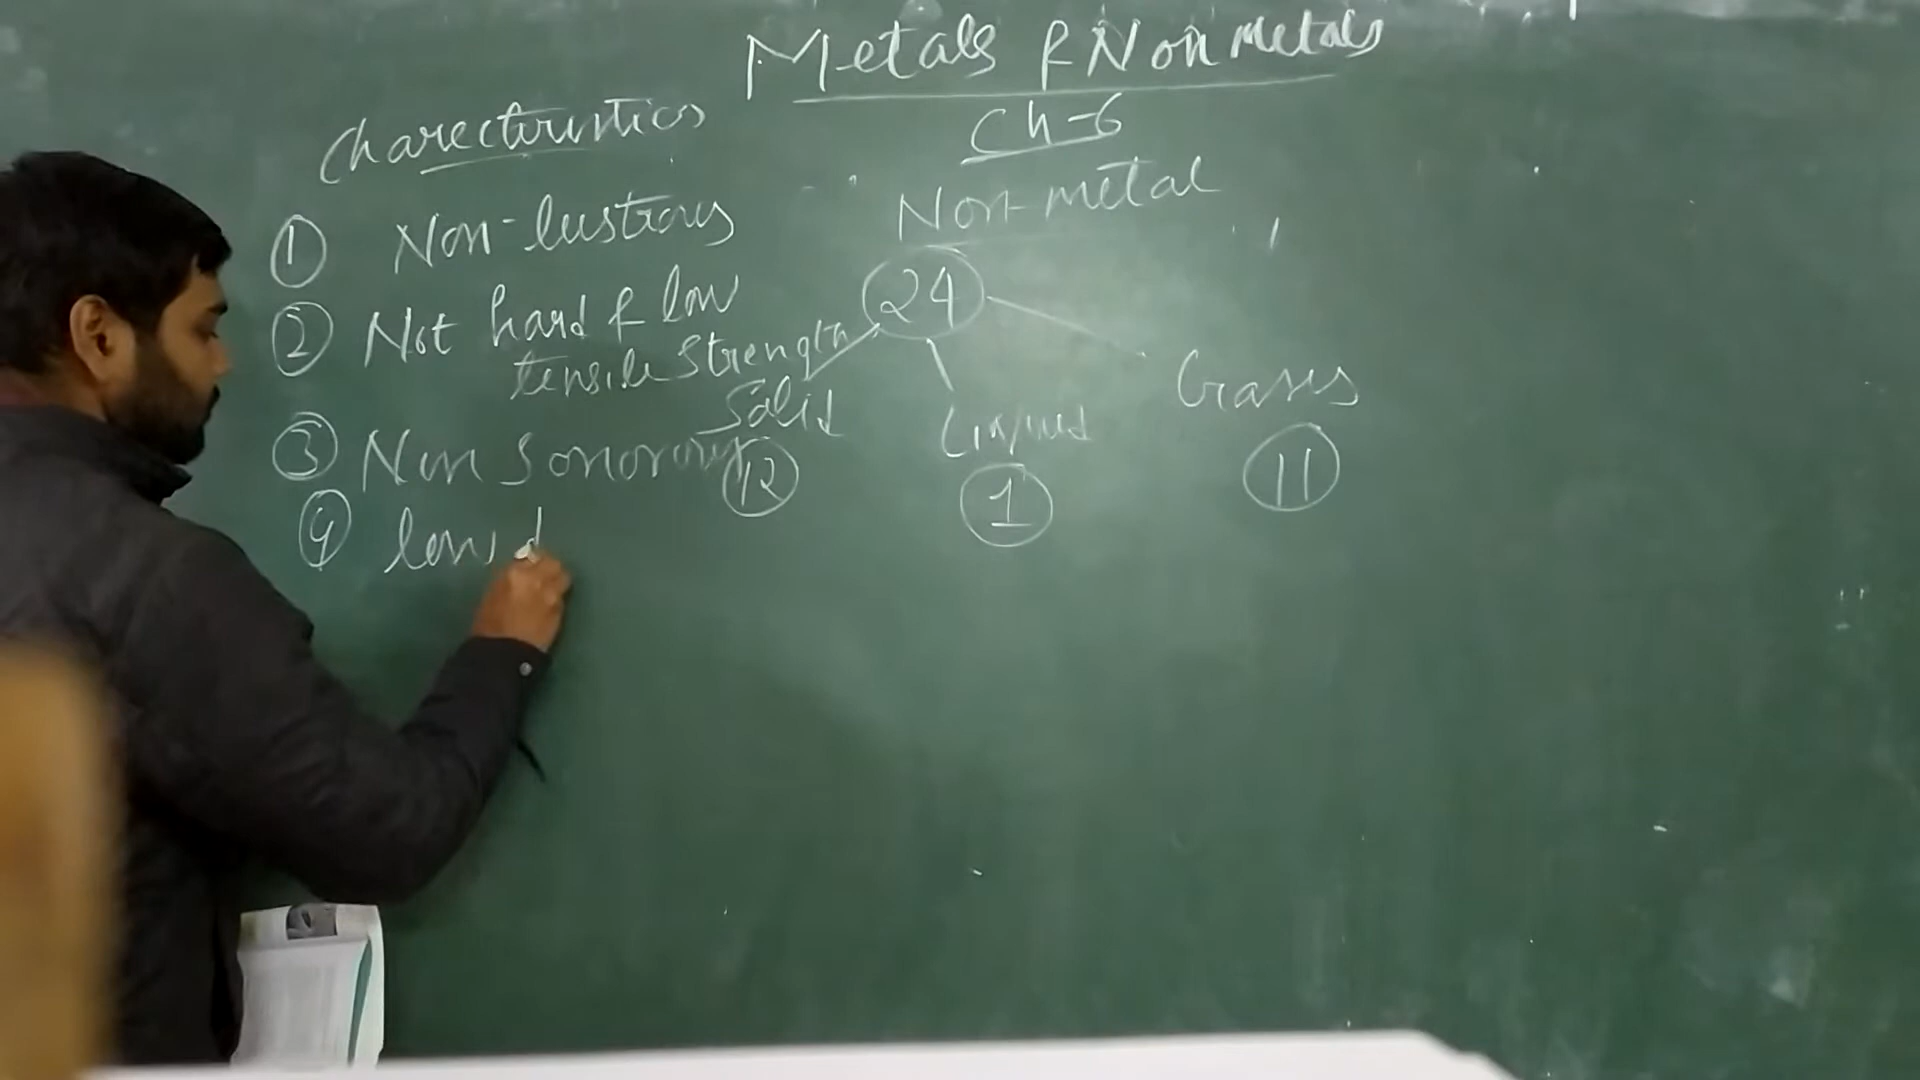 Metals & Non metals
Ch-6
Charecteristics
① Non-lustrous
② Not hard & low
tensile strength
③ Non Sonorous
④ low d
Non-metal
24
Solid
12
Liquid
1
Gases
11